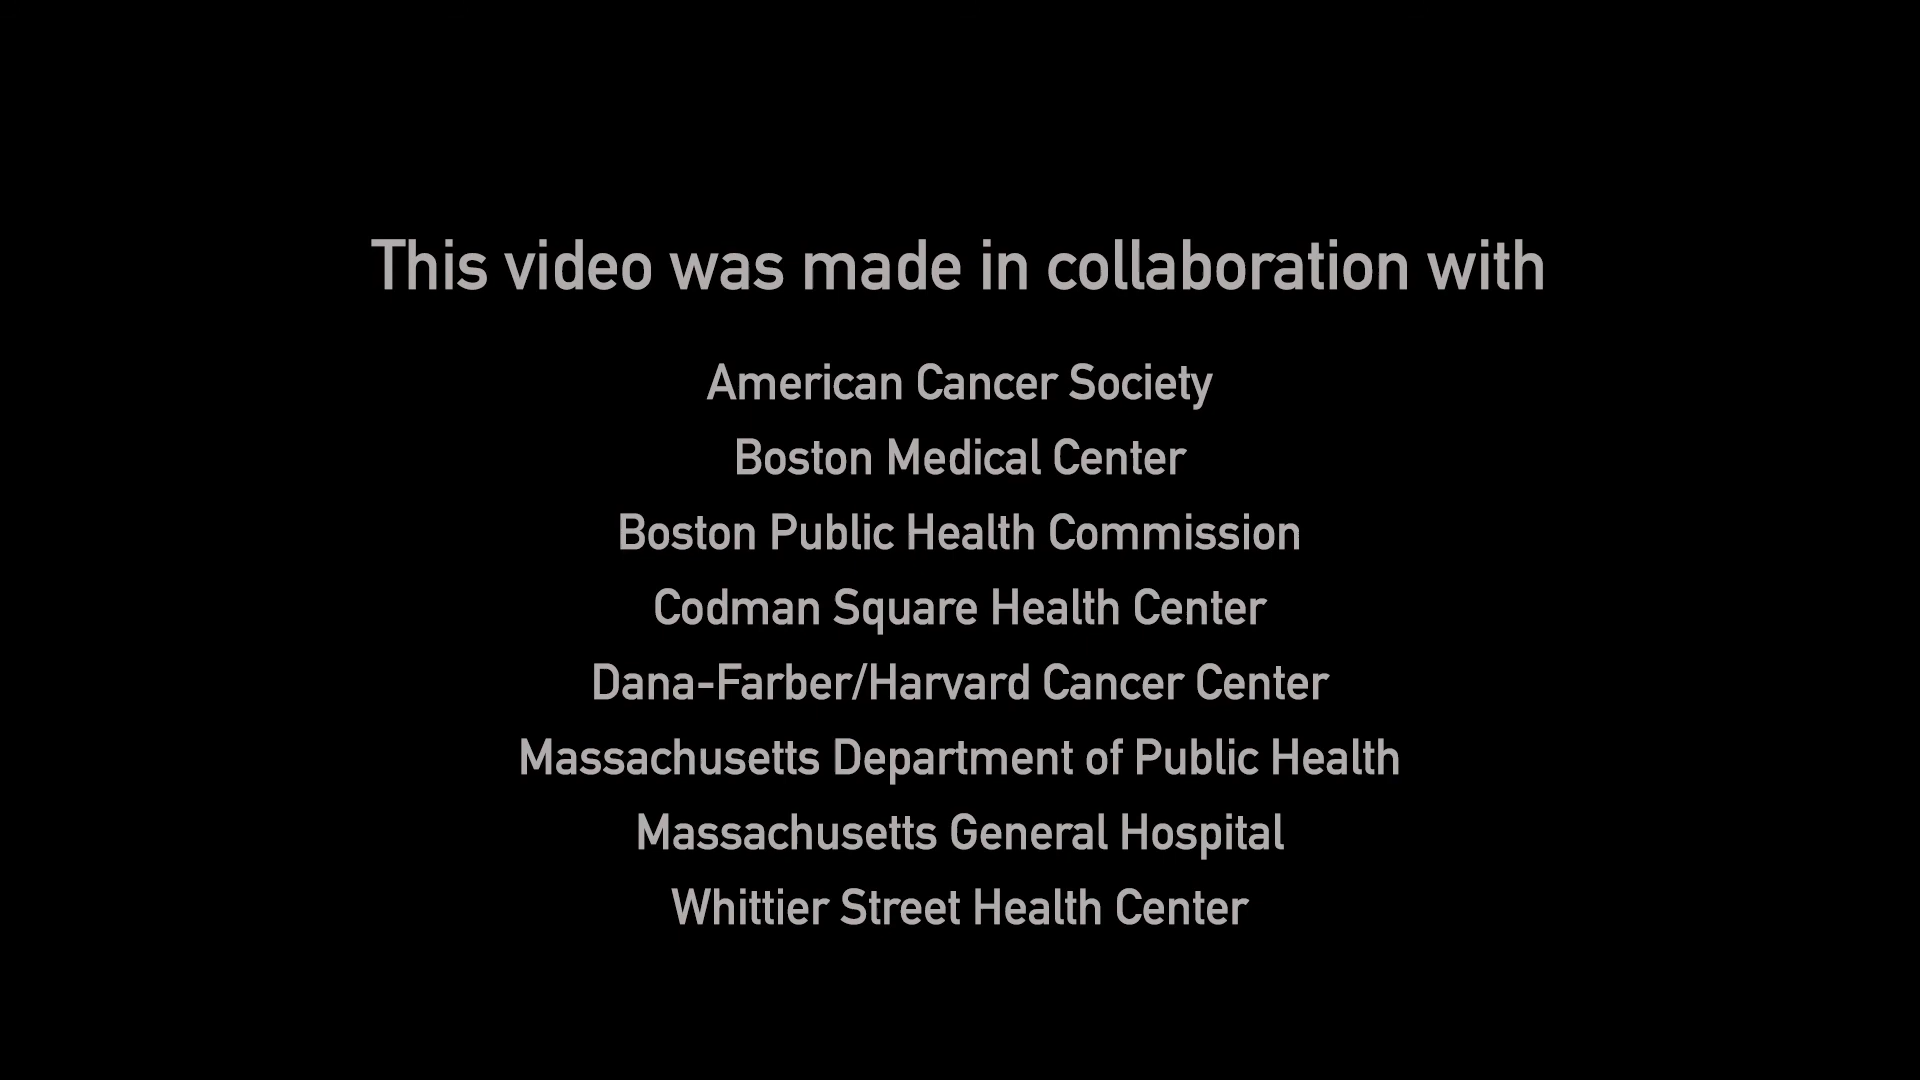 This video was made in collaboration with
American Cancer Society
Boston Medical Center
Boston Public Health Commission
Codman Square Health Center
Dana-Farber/Harvard Cancer Center
Massachusetts Department of Public Health
Massachusetts General Hospital
Whittier Street Health Center